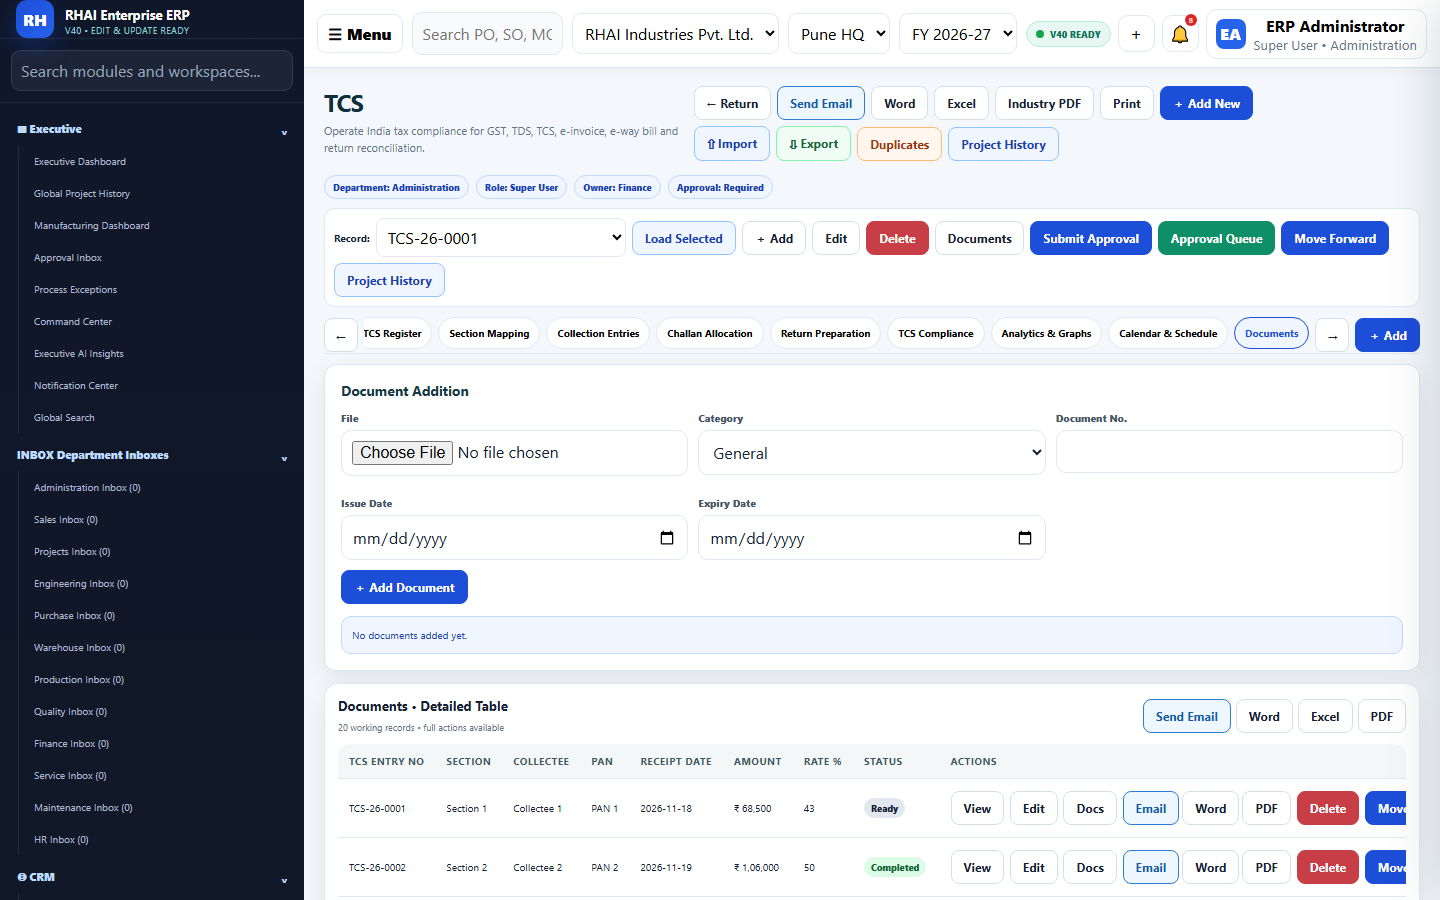 RH
RHAI Enterprise ERP
V40 • EDIT & UPDATE READY
Search modules and workspaces...
Executive
Executive Dashboard
Global Project History
Manufacturing Dashboard
Approval Inbox
Process Exceptions
Command Center
Executive AI Insights
Notification Center
Global Search
INBOX Department Inboxes
Administration Inbox (0)
Sales Inbox (0)
Projects Inbox (0)
Engineering Inbox (0)
Purchase Inbox (0)
Warehouse Inbox (0)
Production Inbox (0)
Quality Inbox (0)
Finance Inbox (0)
Service Inbox (0)
Maintenance Inbox (0)
HR Inbox (0)
CRM
☰ Menu
Search PO, SO, MO
RHAI Industries Pvt. Ltd.
Pune HQ
FY 2026-27
V40 READY
+
8
EA
ERP Administrator
Super User • Administration
TCS
Operate India tax compliance for GST, TDS, TCS, e-invoice, e-way bill and
return reconciliation.
← Return
Send Email
Word
Excel
Industry PDF
Print
+ Add New
⇧ Import
⇩ Export
Duplicates
Project History
Department: Administration
Role: Super User
Owner: Finance
Approval: Required
Record:
TCS-26-0001
Load Selected
+ Add
Edit
Delete
Documents
Submit Approval
Approval Queue
Move Forward
Project History
←
TCS Register
Section Mapping
Collection Entries
Challan Allocation
Return Preparation
TCS Compliance
Analytics & Graphs
Calendar & Schedule
Documents
→
+ Add
Document Addition
File
Category
Document No.
Choose File No file chosen
General
Issue Date
Expiry Date
mm/dd/yyyy
mm/dd/yyyy
+ Add Document
No documents added yet.
Documents • Detailed Table
20 working records • full actions available
Send Email
Word
Excel
PDF
TCS ENTRY NO SECTION COLLECTEE PAN RECEIPT DATE AMOUNT RATE % STATUS ACTIONS
TCS-26-0001 Section 1 Collectee 1 PAN 1 2026-11-18 ₹ 68,500 43 Ready View Edit Docs Email Word PDF Delete Move
TCS-26-0002 Section 2 Collectee 2 PAN 2 2026-11-19 ₹ 1,06,000 50 Completed View Edit Docs Email Word PDF Delete Move